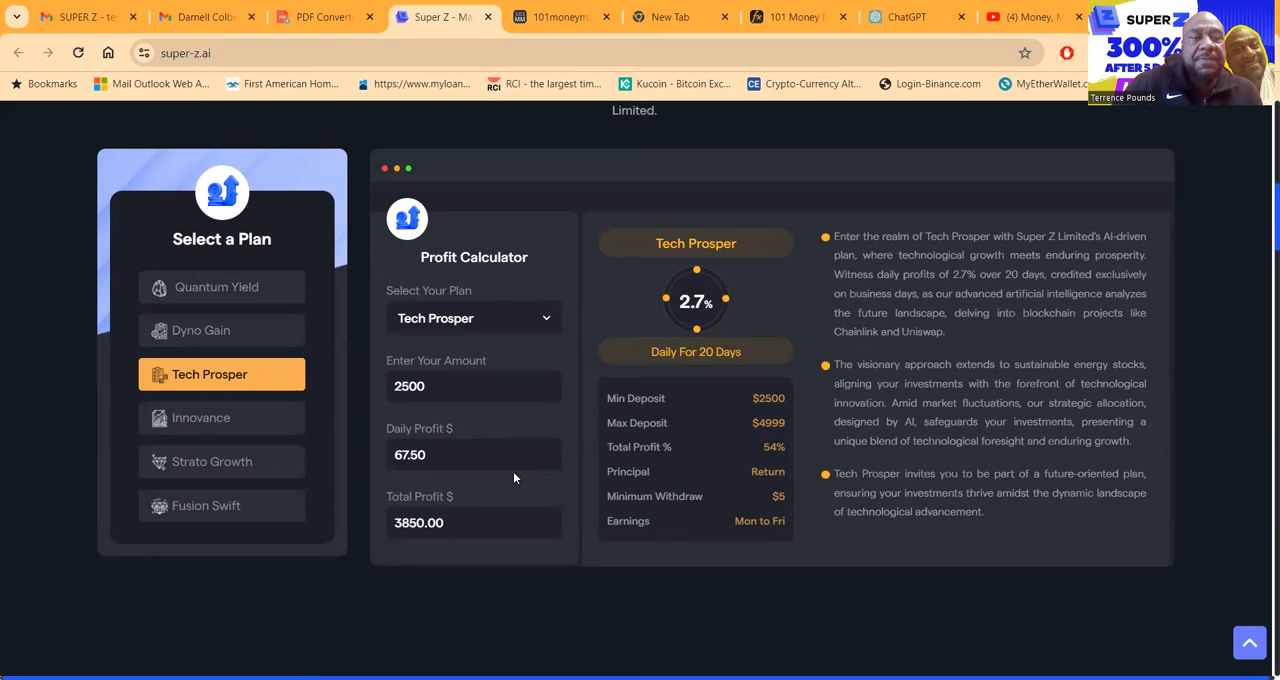 SUPER Z - te
Darnell Colb
PDF Convert
Super Z - Ma
101moneyma
New Tab
101 Money
ChatGPT
(4) Money, M
super-z.ai
Bookmarks
Mail Outlook Web A...
First American Hom...
https://www.myloan...
RCI - the largest tim...
Kucoin - Bitcoin Exc...
Crypto-Currency Alt...
Login-Binance.com
MyEtherWallet.c
SUPER Z
300%
AFTER 5
Terrence Pounds
Limited.
Select a Plan
Quantum Yield
Dyno Gain
Tech Prosper
Innovance
Strato Growth
Fusion Swift
Profit Calculator
Select Your Plan
Tech Prosper
Enter Your Amount
2500
Daily Profit $
67.50
Total Profit $
3850.00
Tech Prosper
2.7%
Daily For 20 Days
Min Deposit $2500
Max Deposit $4999
Total Profit % 54%
Principal Return
Minimum Withdraw $5
Earnings Mon to Fri
Enter the realm of Tech Prosper with Super Z Limited's AI-driven
plan, where technological growth meets enduring prosperity.
Witness daily profits of 2.7% over 20 days, credited exclusively
on business days, as our advanced artificial intelligence analyzes
the future landscape, delving into blockchain projects like
Chainlink and Uniswap.
The visionary approach extends to sustainable energy stocks,
aligning your investments with the forefront of technological
innovation. Amid market fluctuations, our strategic allocation,
designed by AI, safeguards your investments, presenting a
unique blend of technological foresight and enduring growth.
Tech Prosper invites you to be part of a future-oriented plan,
ensuring your investments thrive amidst the dynamic landscape
of technological advancement.